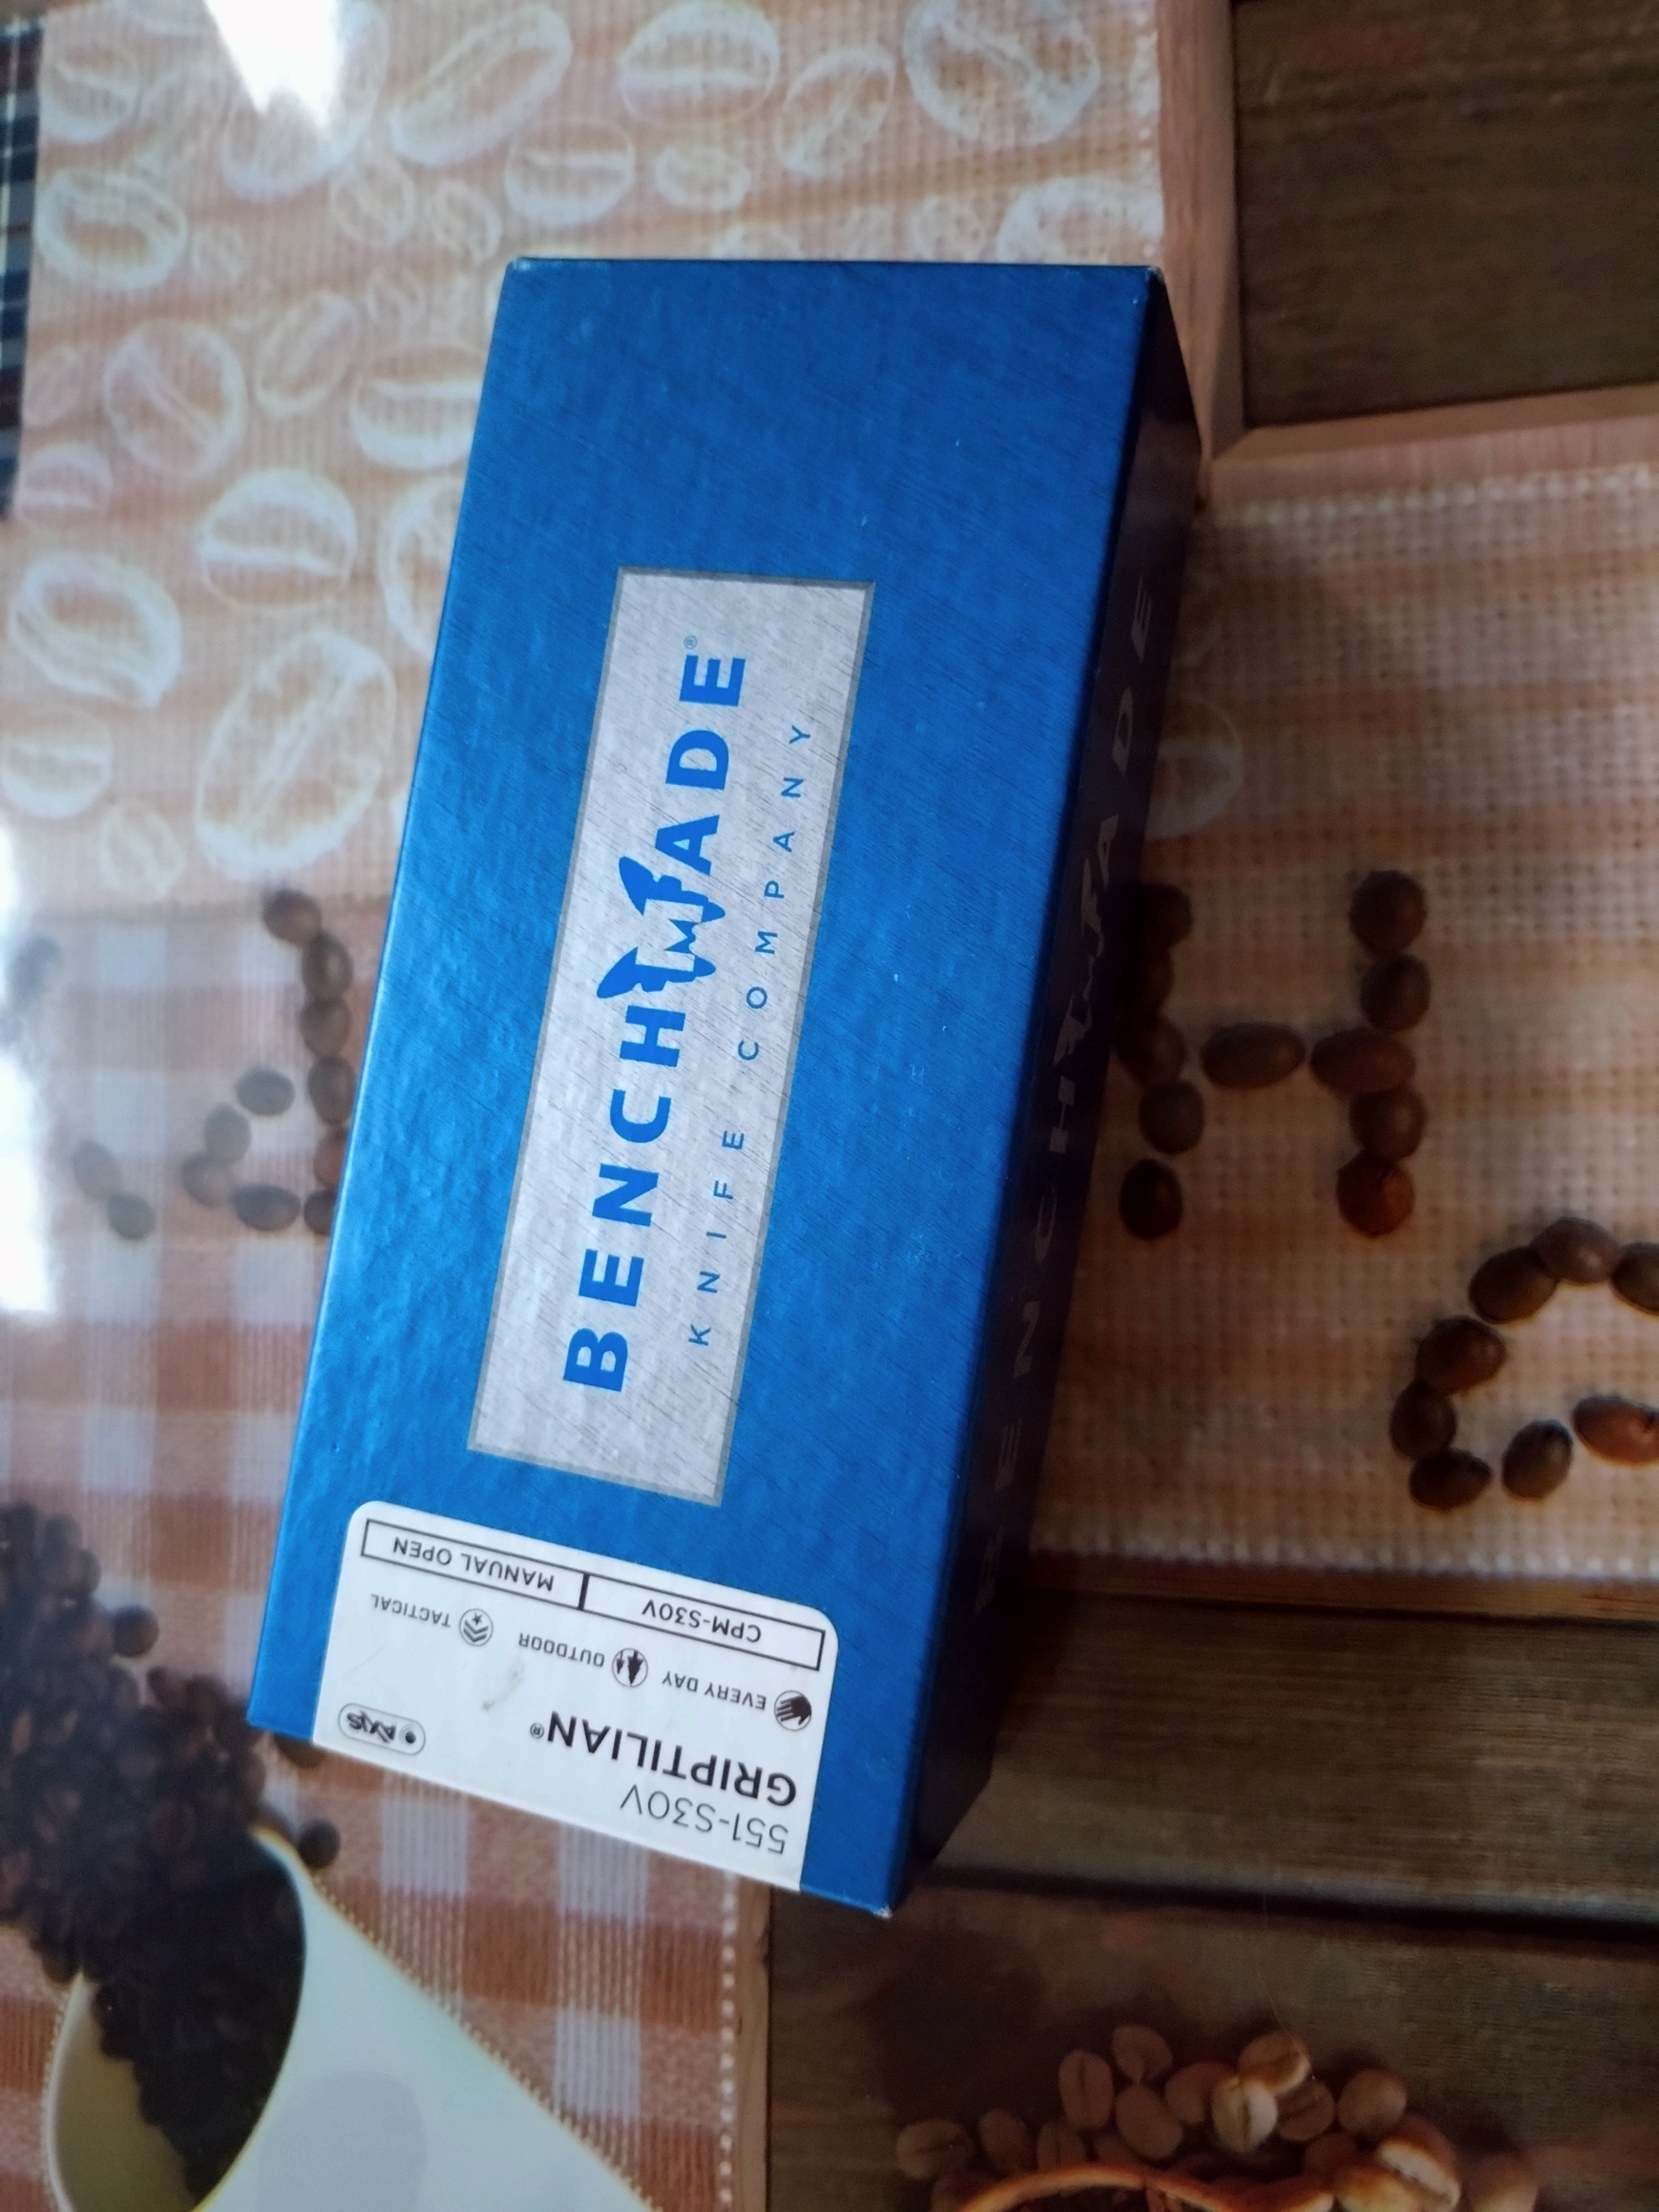 BENCHMADE®
KNIFE COMPANY
551-S30V
GRIPTILIAN®
AXIS
EVERY DAY OUTDOOR TACTICAL
CPM-S30V MANUAL OPEN
BENCHMADE